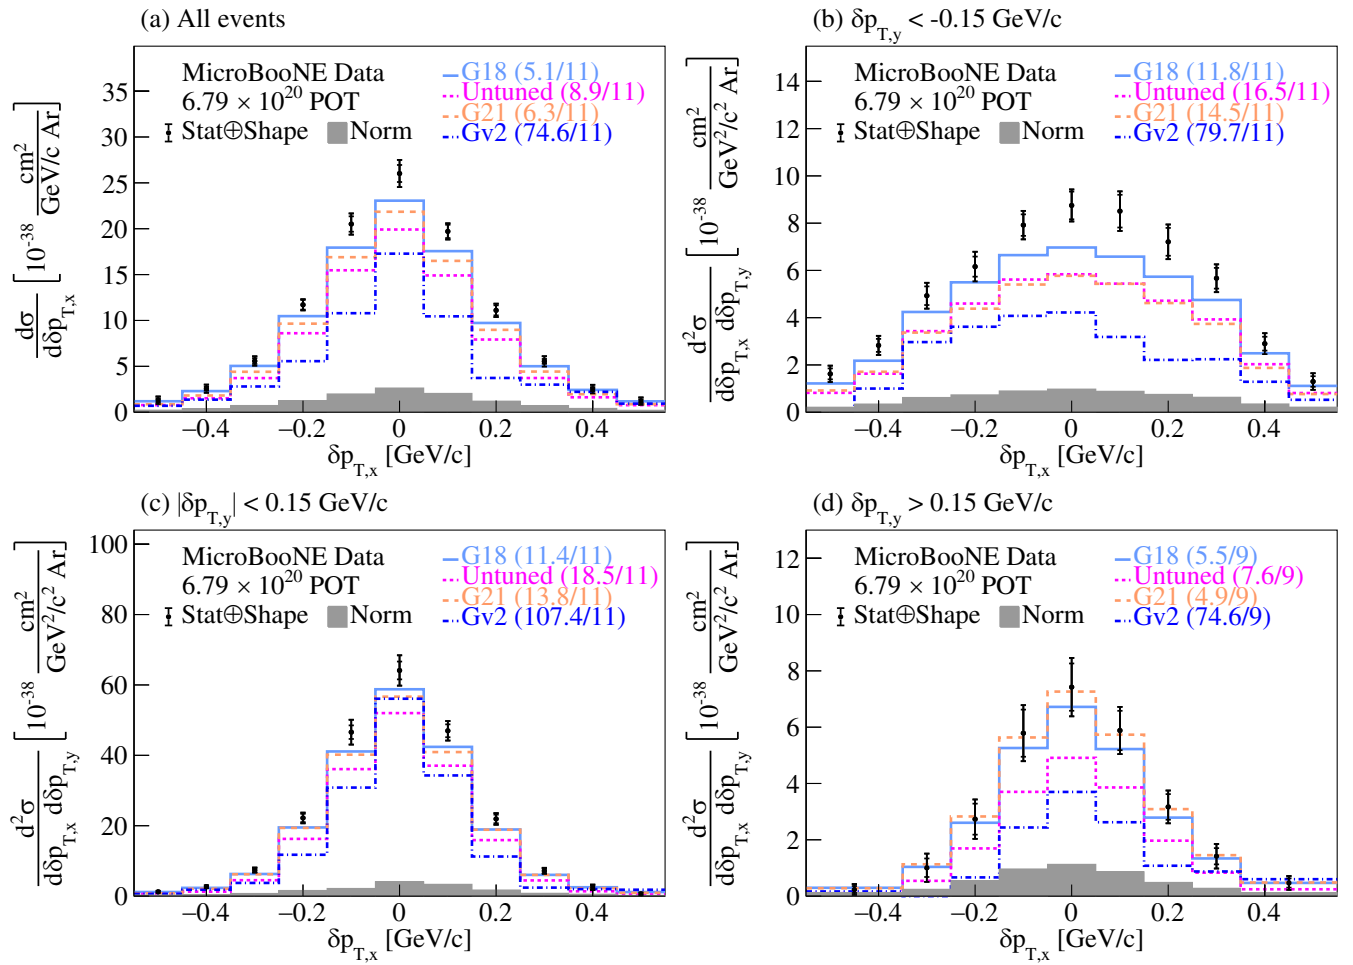 (a) All events
MicroBooNE Data
6.79 × 10^20 POT
Stat⊕Shape
Norm
G18 (5.1/11)
Untuned (8.9/11)
G21 (6.3/11)
Gv2 (74.6/11)
dσ/dδp_T,x [10^-38 cm²/GeV/c Ar]
35
30
25
20
15
10
5
0
−0.4 −0.2 0 0.2 0.4
δp_T,x [GeV/c]
(b) δp_T,y < -0.15 GeV/c
MicroBooNE Data
6.79 × 10^20 POT
Stat⊕Shape
Norm
G18 (11.8/11)
Untuned (16.5/11)
G21 (14.5/11)
Gv2 (79.7/11)
d²σ/dδp_T,x dδp_T,y [10^-38 cm²/GeV²/c² Ar]
14
12
10
8
6
4
2
0
−0.4 −0.2 0 0.2 0.4
δp_T,x [GeV/c]
(c) |δp_T,y| < 0.15 GeV/c
MicroBooNE Data
6.79 × 10^20 POT
Stat⊕Shape
Norm
G18 (11.4/11)
Untuned (18.5/11)
G21 (13.8/11)
Gv2 (107.4/11)
d²σ/dδp_T,x dδp_T,y [10^-38 cm²/GeV²/c² Ar]
100
80
60
40
20
0
−0.4 −0.2 0 0.2 0.4
δp_T,x [GeV/c]
(d) δp_T,y > 0.15 GeV/c
MicroBooNE Data
6.79 × 10^20 POT
Stat⊕Shape
Norm
G18 (5.5/9)
Untuned (7.6/9)
G21 (4.9/9)
Gv2 (74.6/9)
d²σ/dδp_T,x dδp_T,y [10^-38 cm²/GeV²/c² Ar]
12
10
8
6
4
2
0
−0.4 −0.2 0 0.2 0.4
δp_T,x [GeV/c]